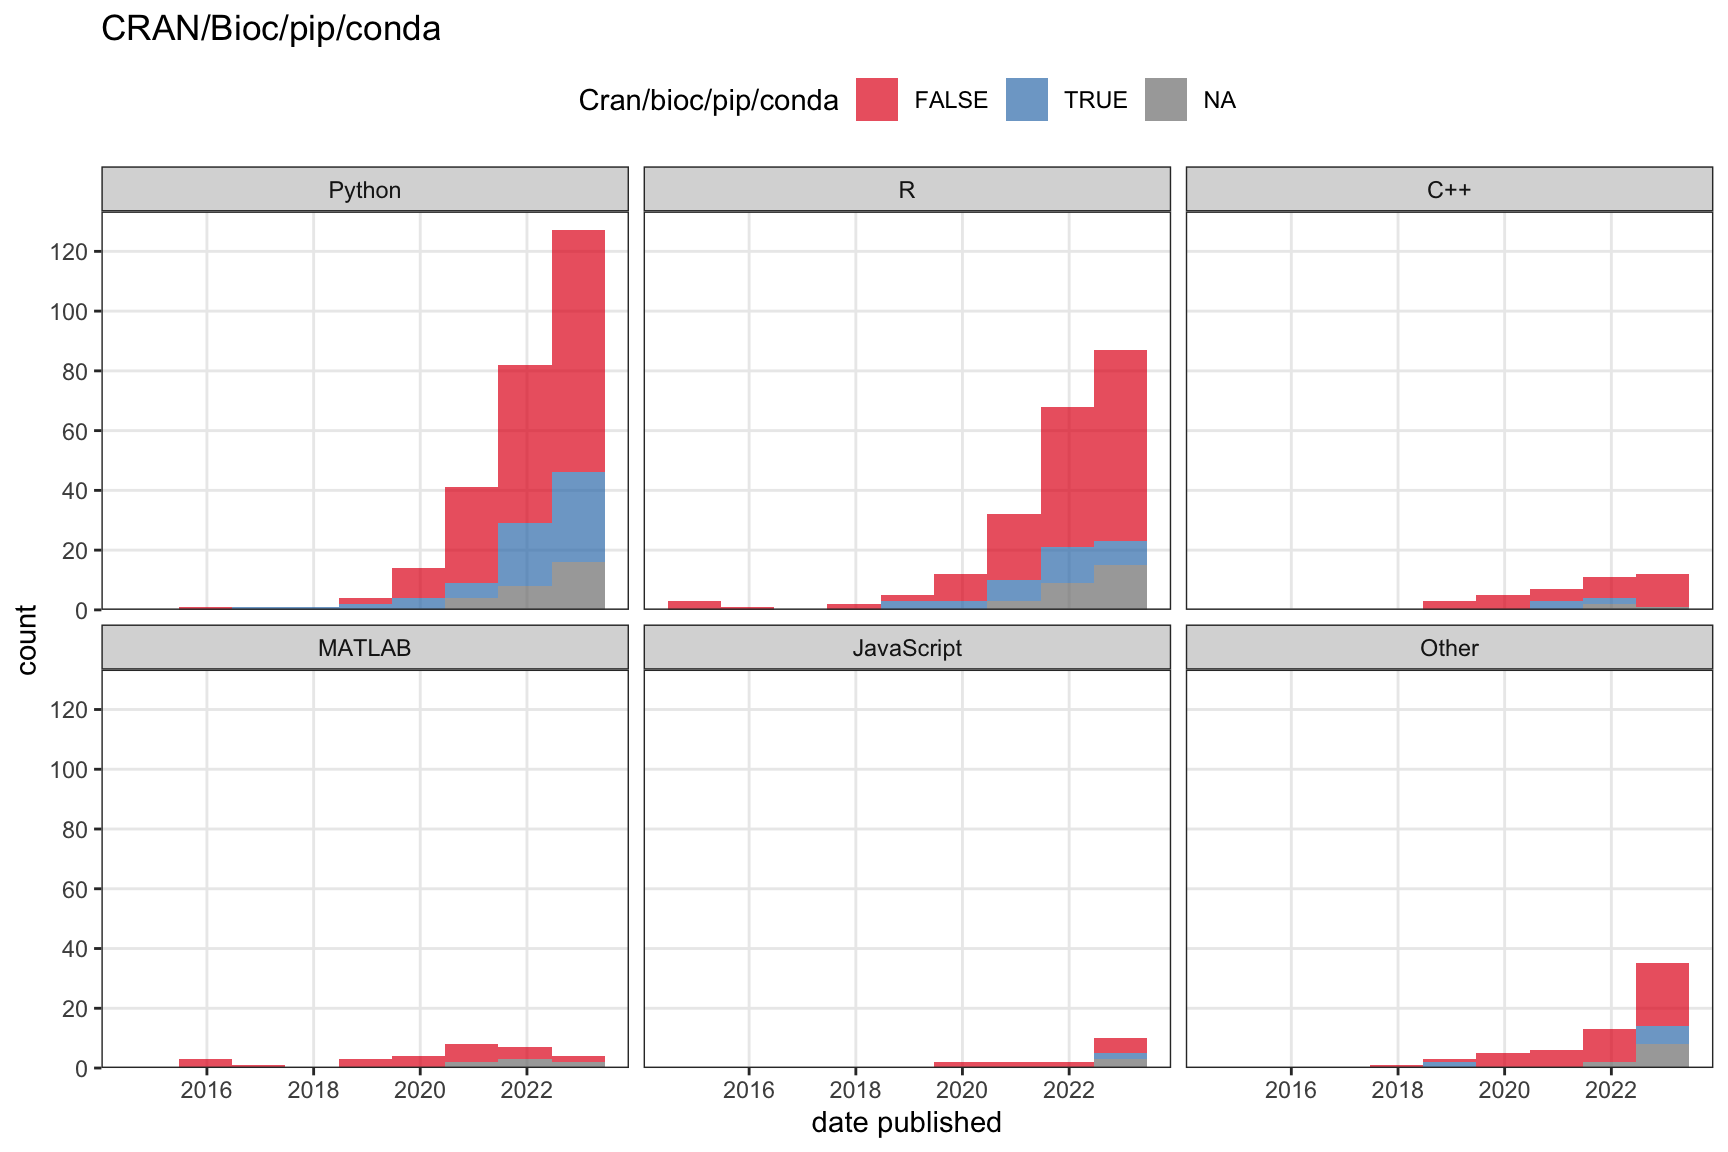 CRAN/Bioc/pip/conda
Cran/bioc/pip/conda FALSE TRUE NA
Python R C++
120
100
80
60
40
20
0
count
MATLAB JavaScript Other
120
100
80
60
40
20
0
2016 2018 2020 2022 2016 2018 2020 2022 2016 2018 2020 2022
date published